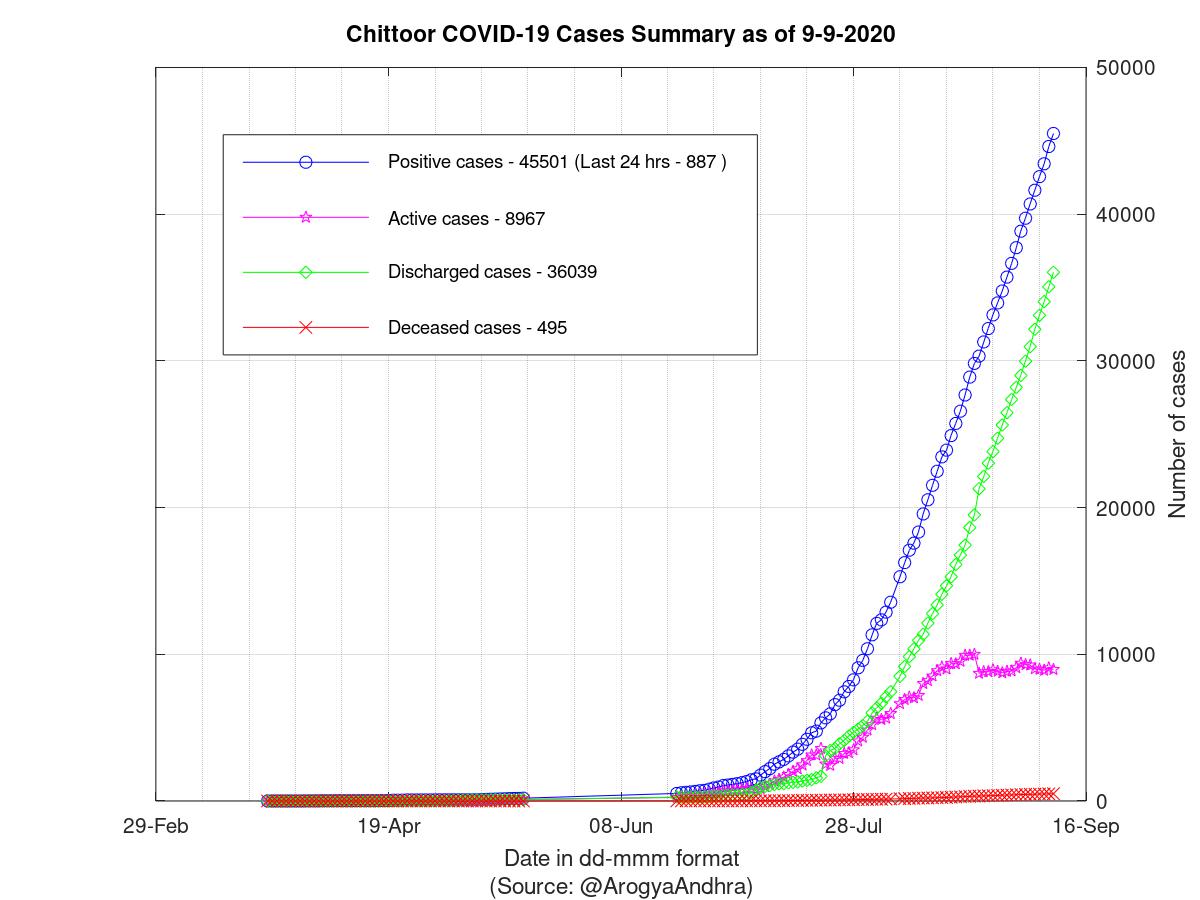 Chittoor COVID-19 Cases Summary as of 9-9-2020
Positive cases - 45501 (Last 24 hrs - 887 )
Active cases - 8967
Discharged cases - 36039
Deceased cases - 495
50000
40000
30000
20000
10000
0
Number of cases
29-Feb
19-Apr
08-Jun
28-Jul
16-Sep
Date in dd-mmm format
(Source: @ArogyaAndhra)